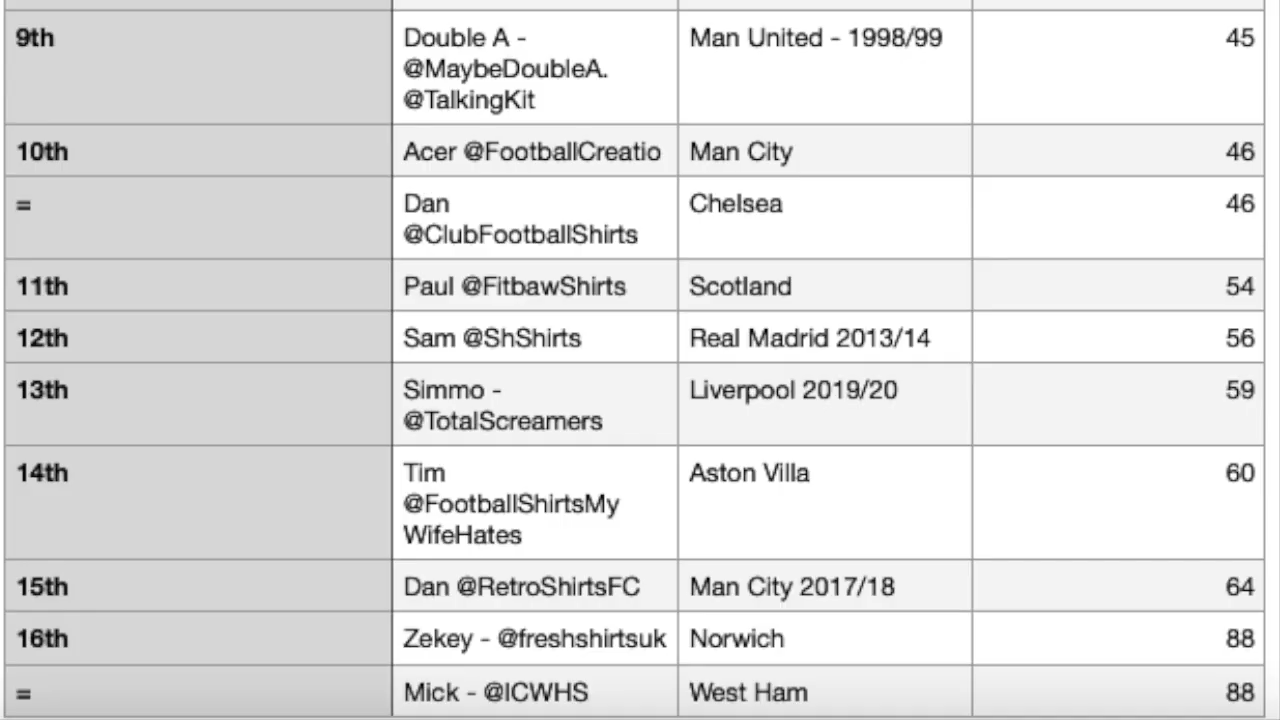 9th Double A - Man United - 1998/99 45
@MaybeDoubleA.
@TalkingKit
10th Acer @FootballCreatio Man City 46
= Dan Chelsea 46
@ClubFootballShirts
11th Paul @FitbawShirts Scotland 54
12th Sam @ShShirts Real Madrid 2013/14 56
13th Simmo - Liverpool 2019/20 59
@TotalScreamers
14th Tim Aston Villa 60
@FootballShirtsMy
WifeHates
15th Dan @RetroShirtsFC Man City 2017/18 64
16th Zekey - @freshshirtsuk Norwich 88
= Mick - @ICWHS West Ham 88